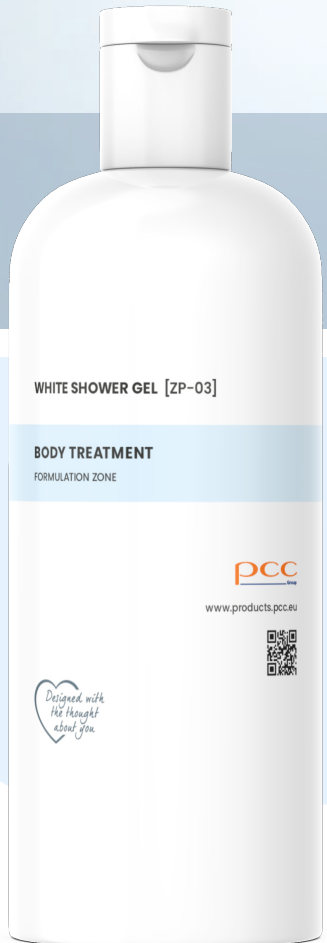 WHITE SHOWER GEL [ZP-03]
BODY TREATMENT
FORMULATION ZONE
pcc
Group
www.products.pcc.eu
Designed with
the thought
about you